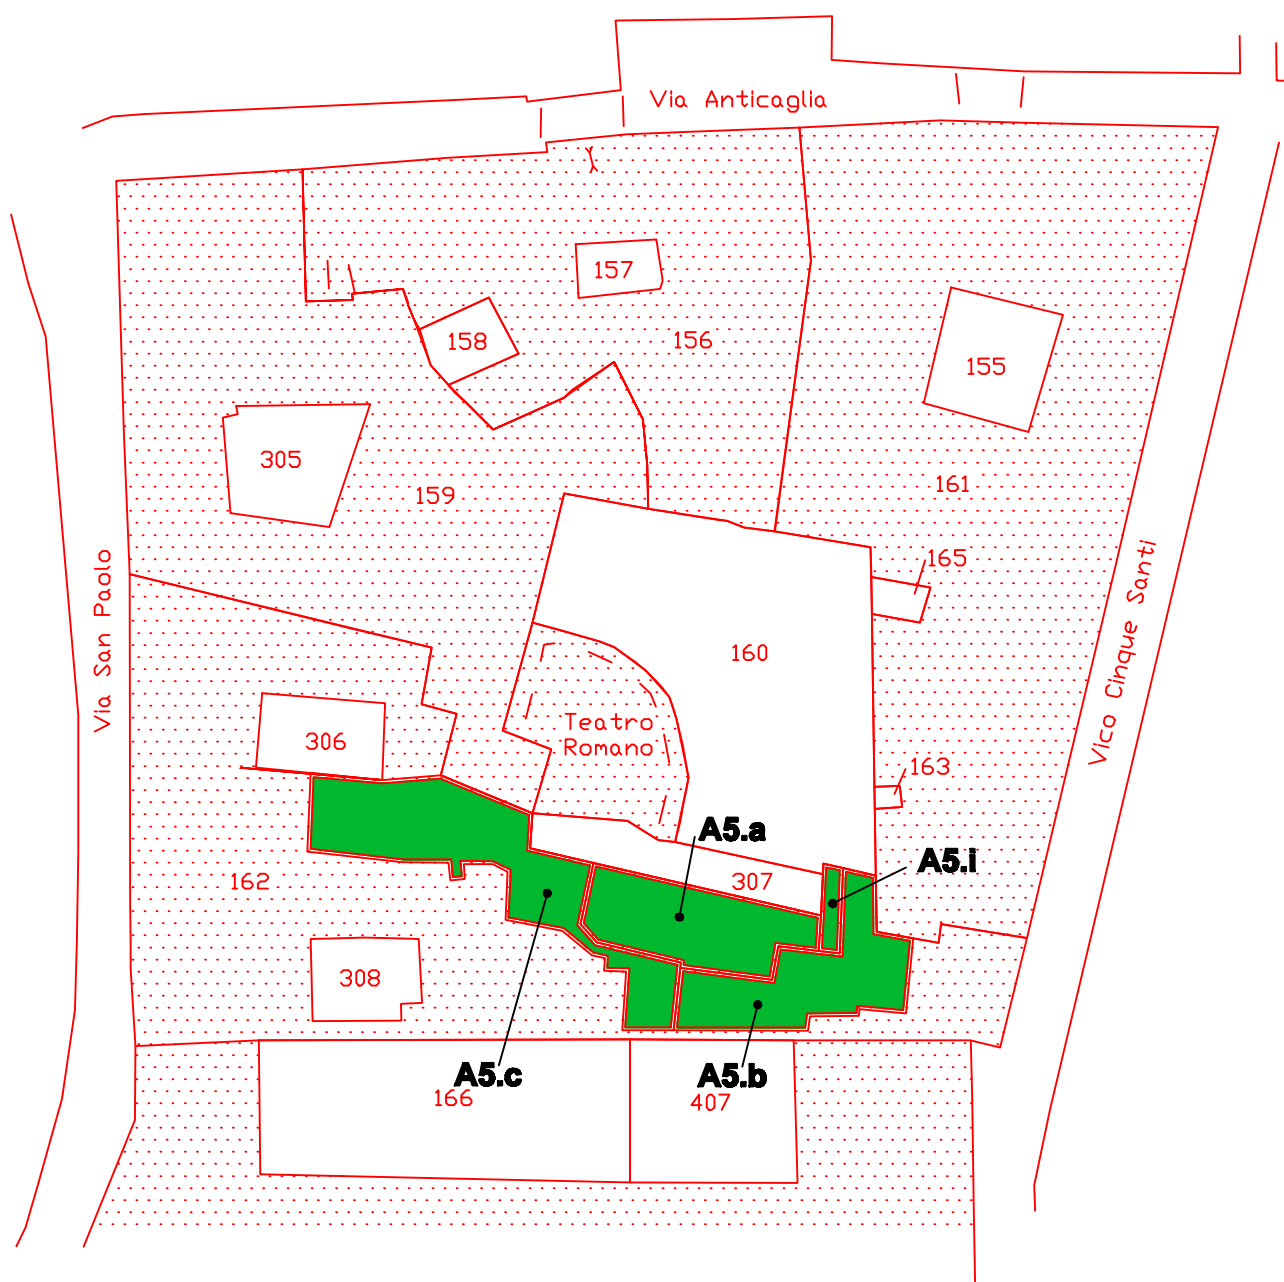 Via Anticaglia
157
158
156
155
305
159
161
165
Via San Paolo
Vico Cinque Santi
160
Teatro
Romano
306
163
A5.a
A5.i
162
307
308
A5.c
A5.b
166
407